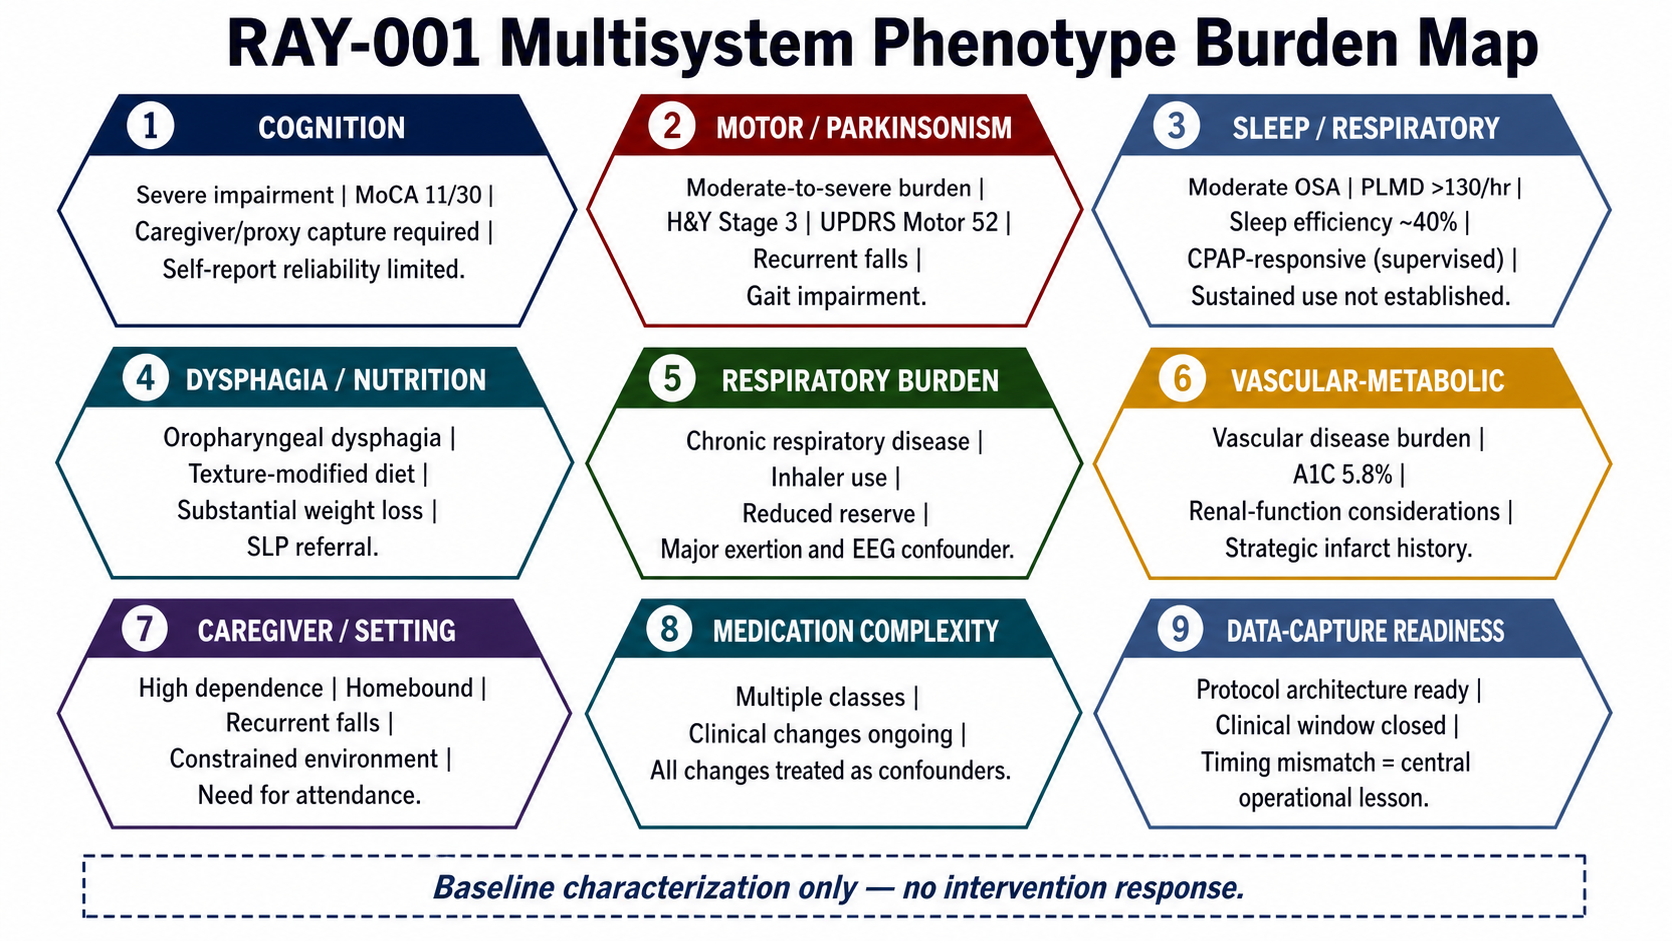 RAY-001 Multisystem Phenotype Burden Map
1 COGNITION
Severe impairment | MoCA 11/30 |
Caregiver/proxy capture required |
Self-report reliability limited.
2 MOTOR / PARKINSONISM
Moderate-to-severe burden |
H&Y Stage 3 | UPDRS Motor 52 |
Recurrent falls |
Gait impairment.
3 SLEEP / RESPIRATORY
Moderate OSA | PLMD >130/hr |
Sleep efficiency ~40% |
CPAP-responsive (supervised) |
Sustained use not established.
4 DYSPHAGIA / NUTRITION
Oropharyngeal dysphagia |
Texture-modified diet |
Substantial weight loss |
SLP referral.
5 RESPIRATORY BURDEN
Chronic respiratory disease |
Inhaler use |
Reduced reserve |
Major exertion and EEG confounder.
6 VASCULAR-METABOLIC
Vascular disease burden |
A1C 5.8% |
Renal-function considerations |
Strategic infarct history.
7 CAREGIVER / SETTING
High dependence | Homebound |
Recurrent falls |
Constrained environment |
Need for attendance.
8 MEDICATION COMPLEXITY
Multiple classes |
Clinical changes ongoing |
All changes treated as confounders.
9 DATA-CAPTURE READINESS
Protocol architecture ready |
Clinical window closed |
Timing mismatch = central
operational lesson.
Baseline characterization only — no intervention response.